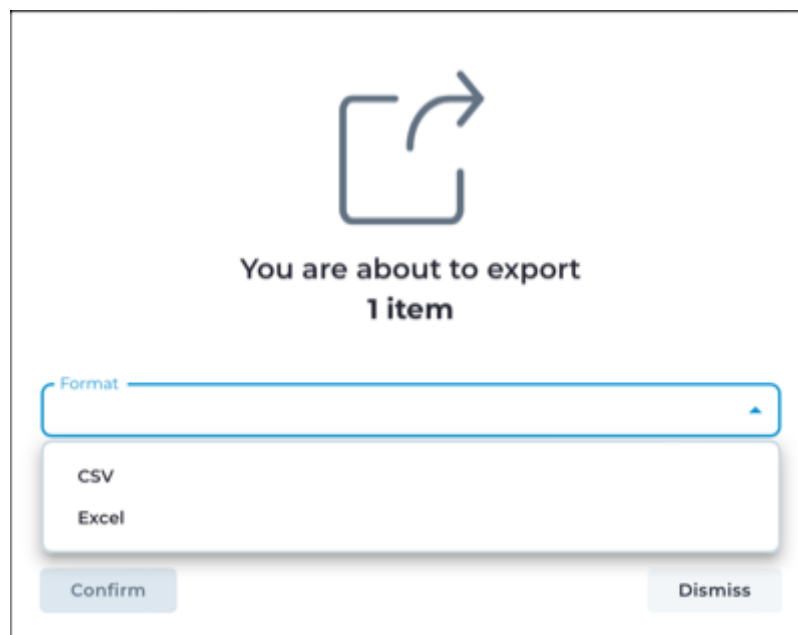 You are about to export
1 item
Format
CSV
Excel
Confirm
Dismiss